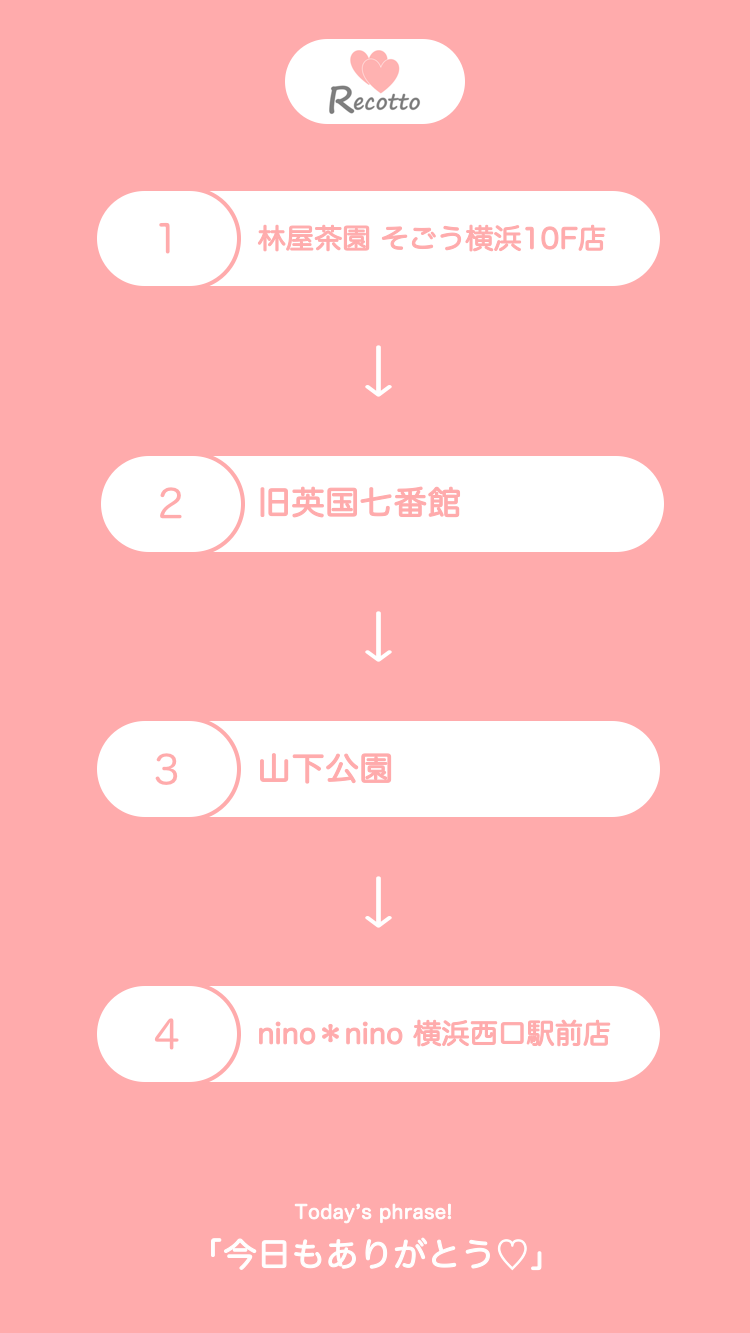 Recotto
1
林屋茶園 そごう横浜10F店
↓
2
旧英国七番館
↓
3
山下公園
↓
4
nino＊nino 横浜西口駅前店
Today's phrase!
「今日もありがとう♡」